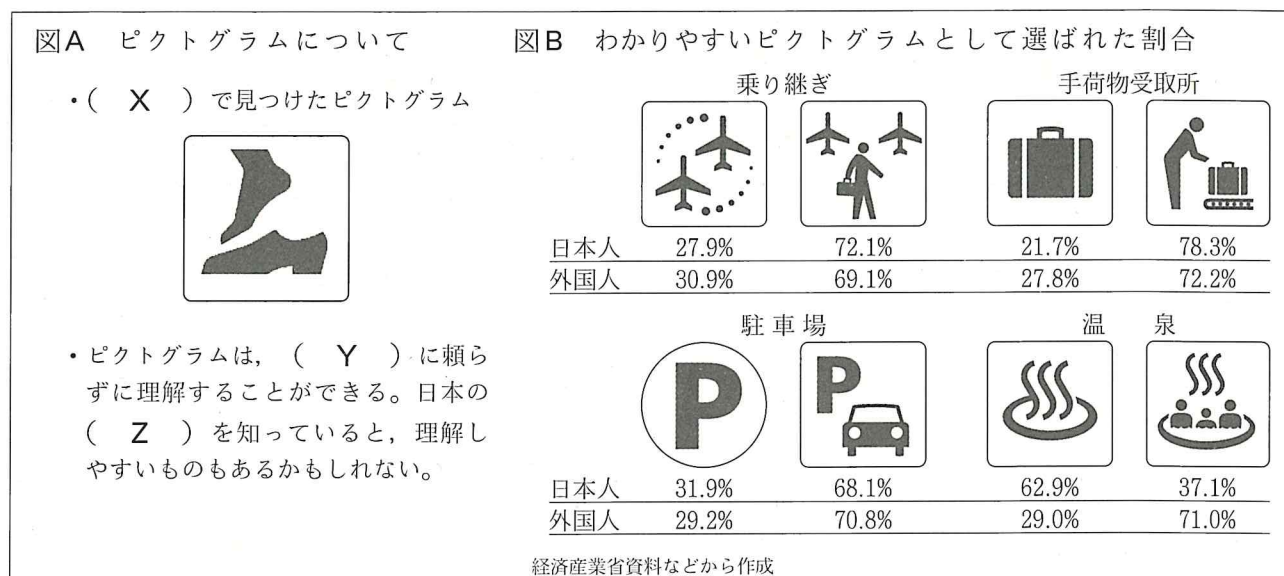 図A ピクトグラムについて
・( X )で見つけたピクトグラム
・ピクトグラムは,( Y )に頼ら
ずに理解することができる。日本の
( Z )を知っていると,理解し
やすいものもあるかもしれない。
図B わかりやすいピクトグラムとして選ばれた割合
乗り継ぎ 手荷物受取所
日本人 27.9% 72.1% 21.7% 78.3%
外国人 30.9% 69.1% 27.8% 72.2%
駐車場 温泉
P P
日本人 31.9% 68.1% 62.9% 37.1%
外国人 29.2% 70.8% 29.0% 71.0%
経済産業省資料などから作成